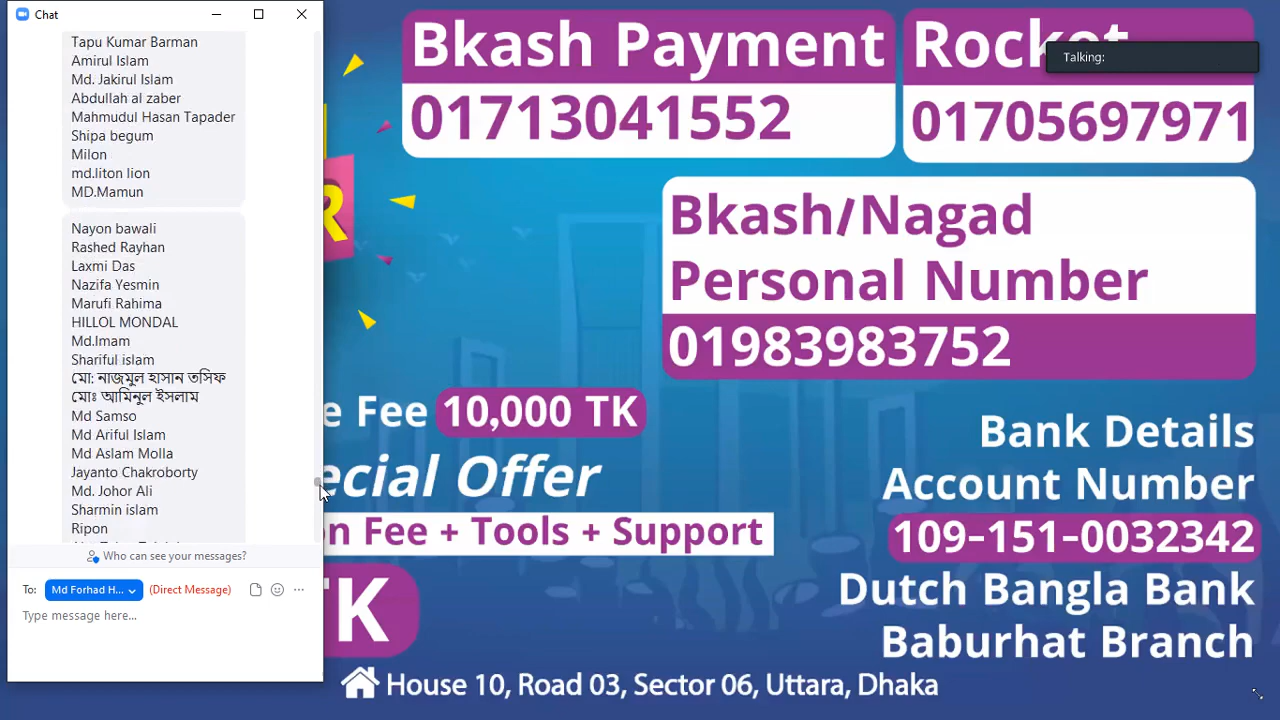 Chat
Tapu Kumar Barman
Amirul Islam
Md. Jakirul Islam
Abdullah al zaber
Mahmudul Hasan Tapader
Shipa begum
Milon
md.liton lion
MD.Mamun
Nayon bawali
Rashed Rayhan
Laxmi Das
Nazifa Yesmin
Marufi Rahima
HILLOL MONDAL
Md.Imam
Shariful islam
মো: নাজমুল হাসান তসিফ
মোঃ আমিনুল ইসলাম
Md Samso
Md Ariful Islam
Md Aslam Molla
Jayanto Chakroborty
Md. Johor Ali
Sharmin islam
Ripon
Who can see your messages?
To: Md Forhad H... (Direct Message)
Type message here...
Bkash Payment
01713041552
Rocket
Talking:
01705697971
R
Bkash/Nagad
Personal Number
01983983752
e Fee 10,000 TK
ecial Offer
on Fee + Tools + Support
TK
Bank Details
Account Number
109-151-0032342
Dutch Bangla Bank
Baburhat Branch
House 10, Road 03, Sector 06, Uttara, Dhaka